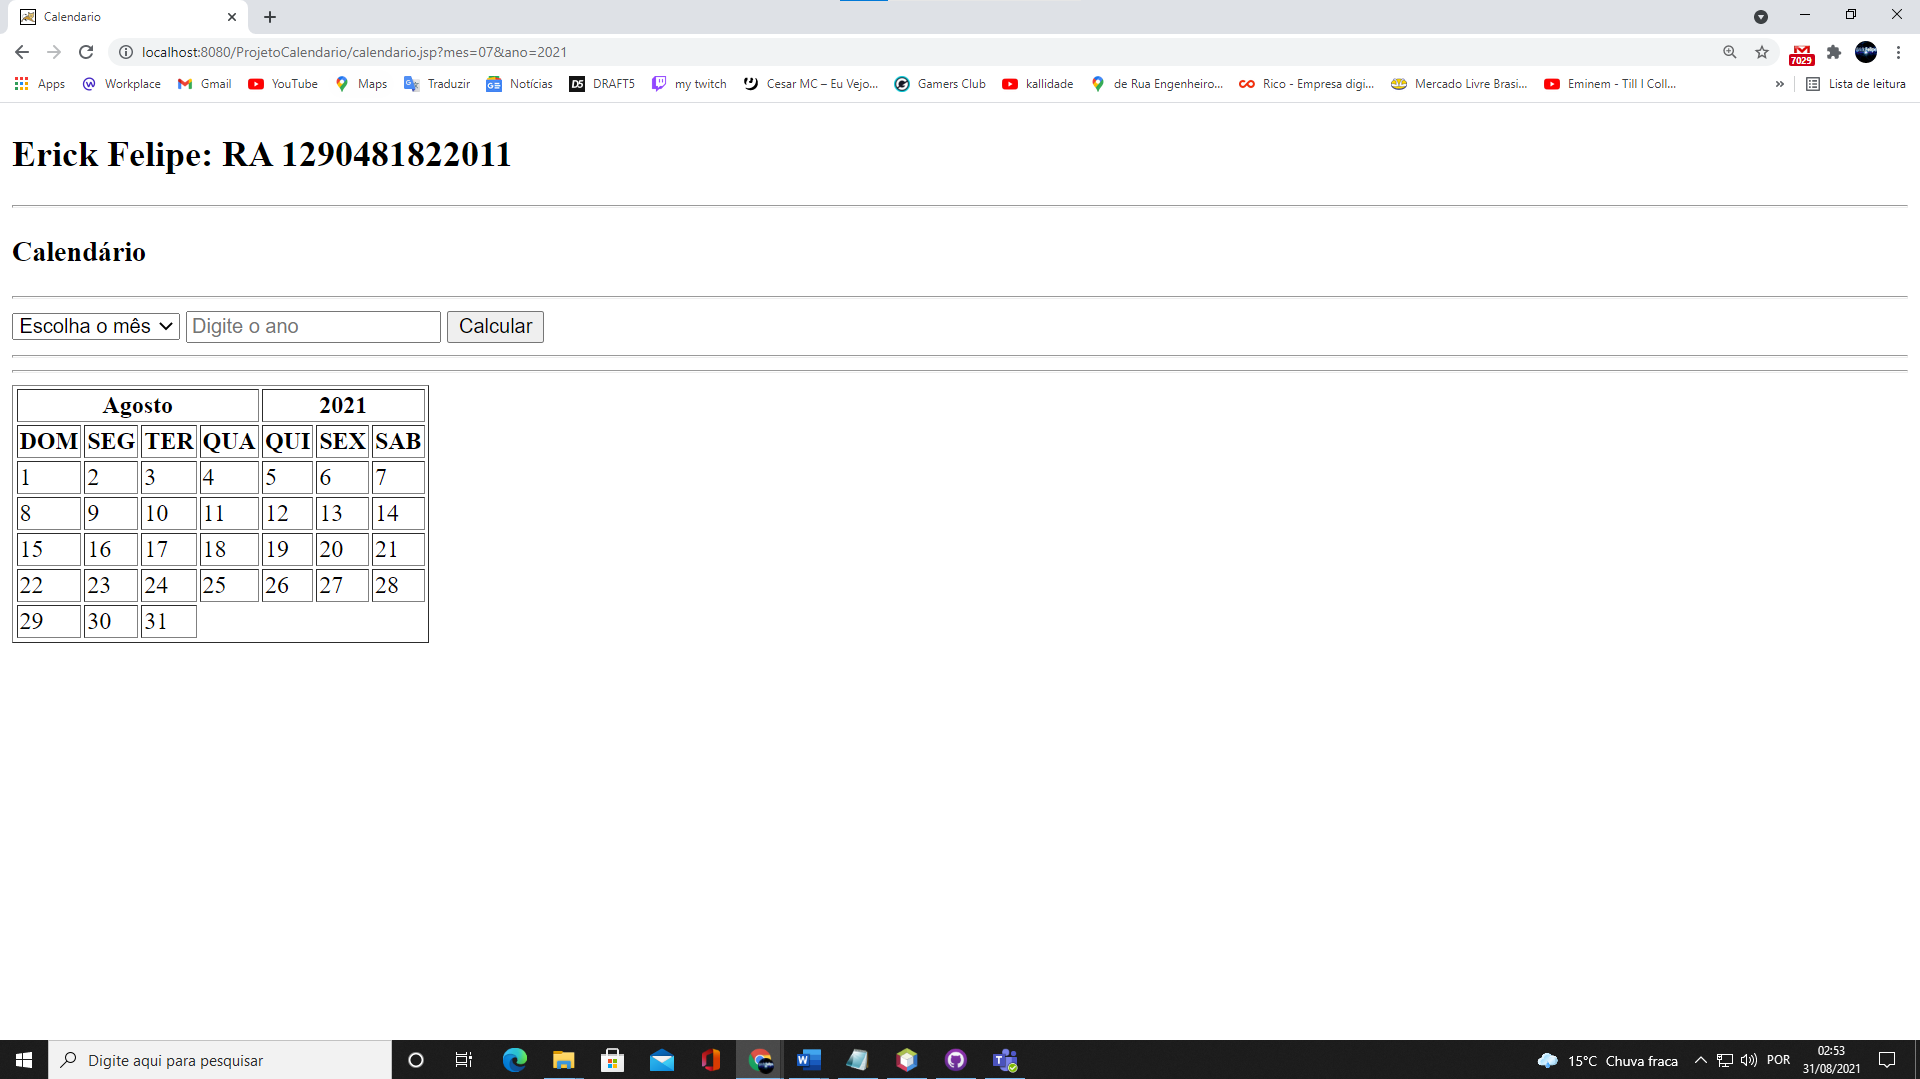 Calendario
localhost:8080/ProjetoCalendario/calendario.jsp?mes=07&ano=2021
7029
Apps Workplace Gmail YouTube Maps Traduzir Notícias DRAFT5 my twitch Cesar MC – Eu Vejo... Gamers Club kallidade de Rua Engenheiro... Rico - Empresa digi... Mercado Livre Brasi... Eminem - Till I Coll... » Lista de leitura
Erick Felipe: RA 1290481822011
Calendário
Escolha o mês Digite o ano Calcular
Agosto 2021
DOM SEG TER QUA QUI SEX SAB
1 2 3 4 5 6 7
8 9 10 11 12 13 14
15 16 17 18 19 20 21
22 23 24 25 26 27 28
29 30 31
Digite aqui para pesquisar
15°C Chuva fraca
POR
02:53
31/08/2021